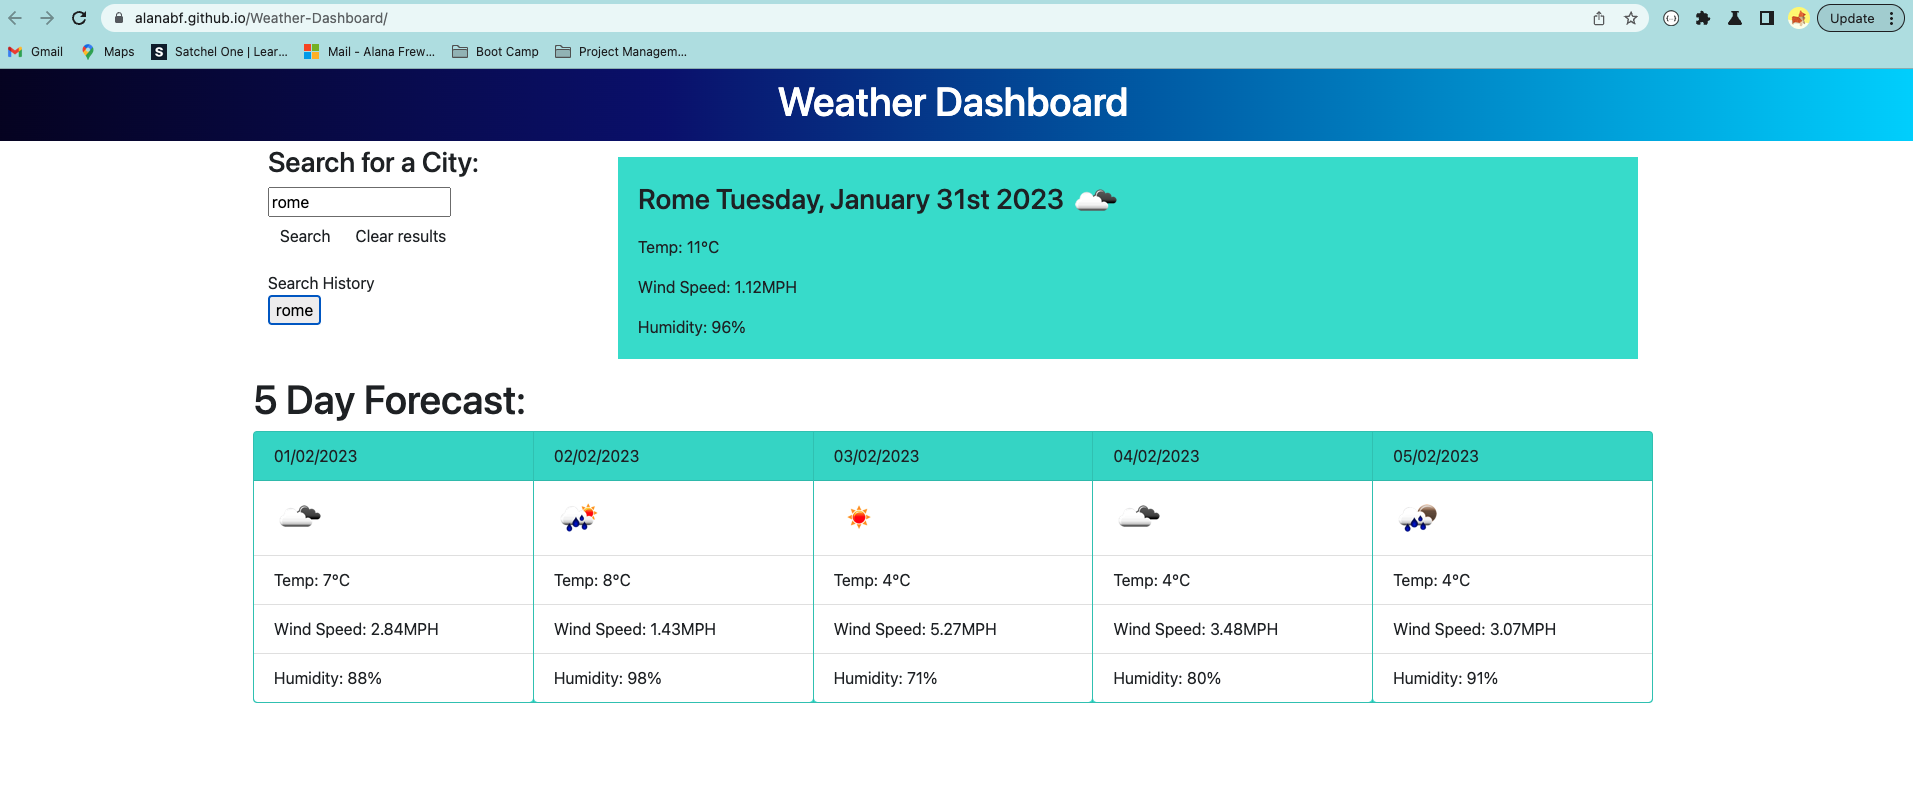 alanabf.github.io/Weather-Dashboard/
Update
Gmail Maps S Satchel One | Lear... Mail - Alana Frew... Boot Camp Project Managem...
Weather Dashboard
Search for a City:
rome
Search Clear results
Search History
rome
Rome Tuesday, January 31st 2023
Temp: 11°C
Wind Speed: 1.12MPH
Humidity: 96%
5 Day Forecast:
01/02/2023 02/02/2023 03/02/2023 04/02/2023 05/02/2023
Temp: 7°C Temp: 8°C Temp: 4°C Temp: 4°C Temp: 4°C
Wind Speed: 2.84MPH Wind Speed: 1.43MPH Wind Speed: 5.27MPH Wind Speed: 3.48MPH Wind Speed: 3.07MPH
Humidity: 88% Humidity: 98% Humidity: 71% Humidity: 80% Humidity: 91%